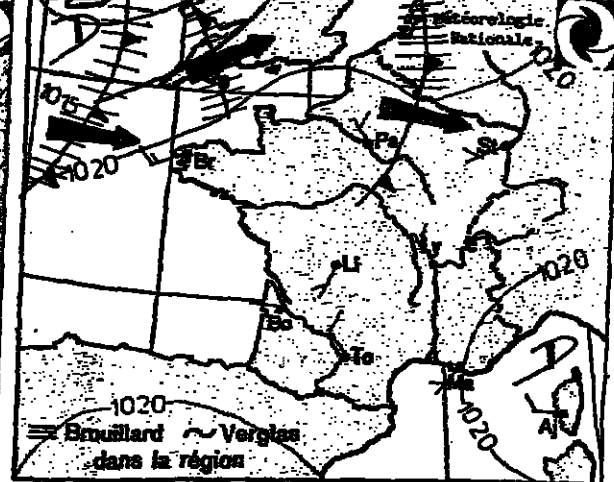 D
Météorologie
Nationale
1020
1015
1020
Br
Pa
St
Ly
Li
1020
Bo
To
D
Ma
1020
Aj
1020
Brouillard Verglas
dans la région